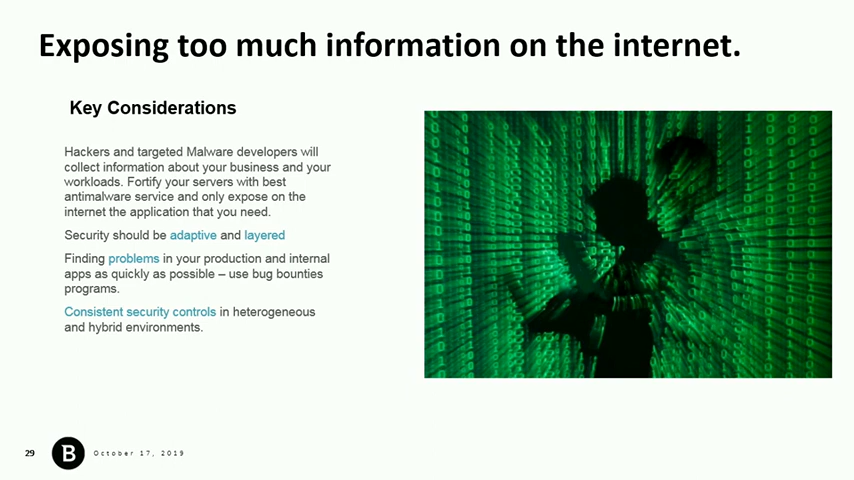 Exposing too much information on the internet.
Key Considerations
Hackers and targeted Malware developers will
collect information about your business and your
workloads. Fortify your servers with best
antimalware service and only expose on the
internet the application that you need.
Security should be adaptive and layered
Finding problems in your production and internal
apps as quickly as possible – use bug bounties
programs.
Consistent security controls in heterogeneous
and hybrid environments.
29
B
October 17, 2019